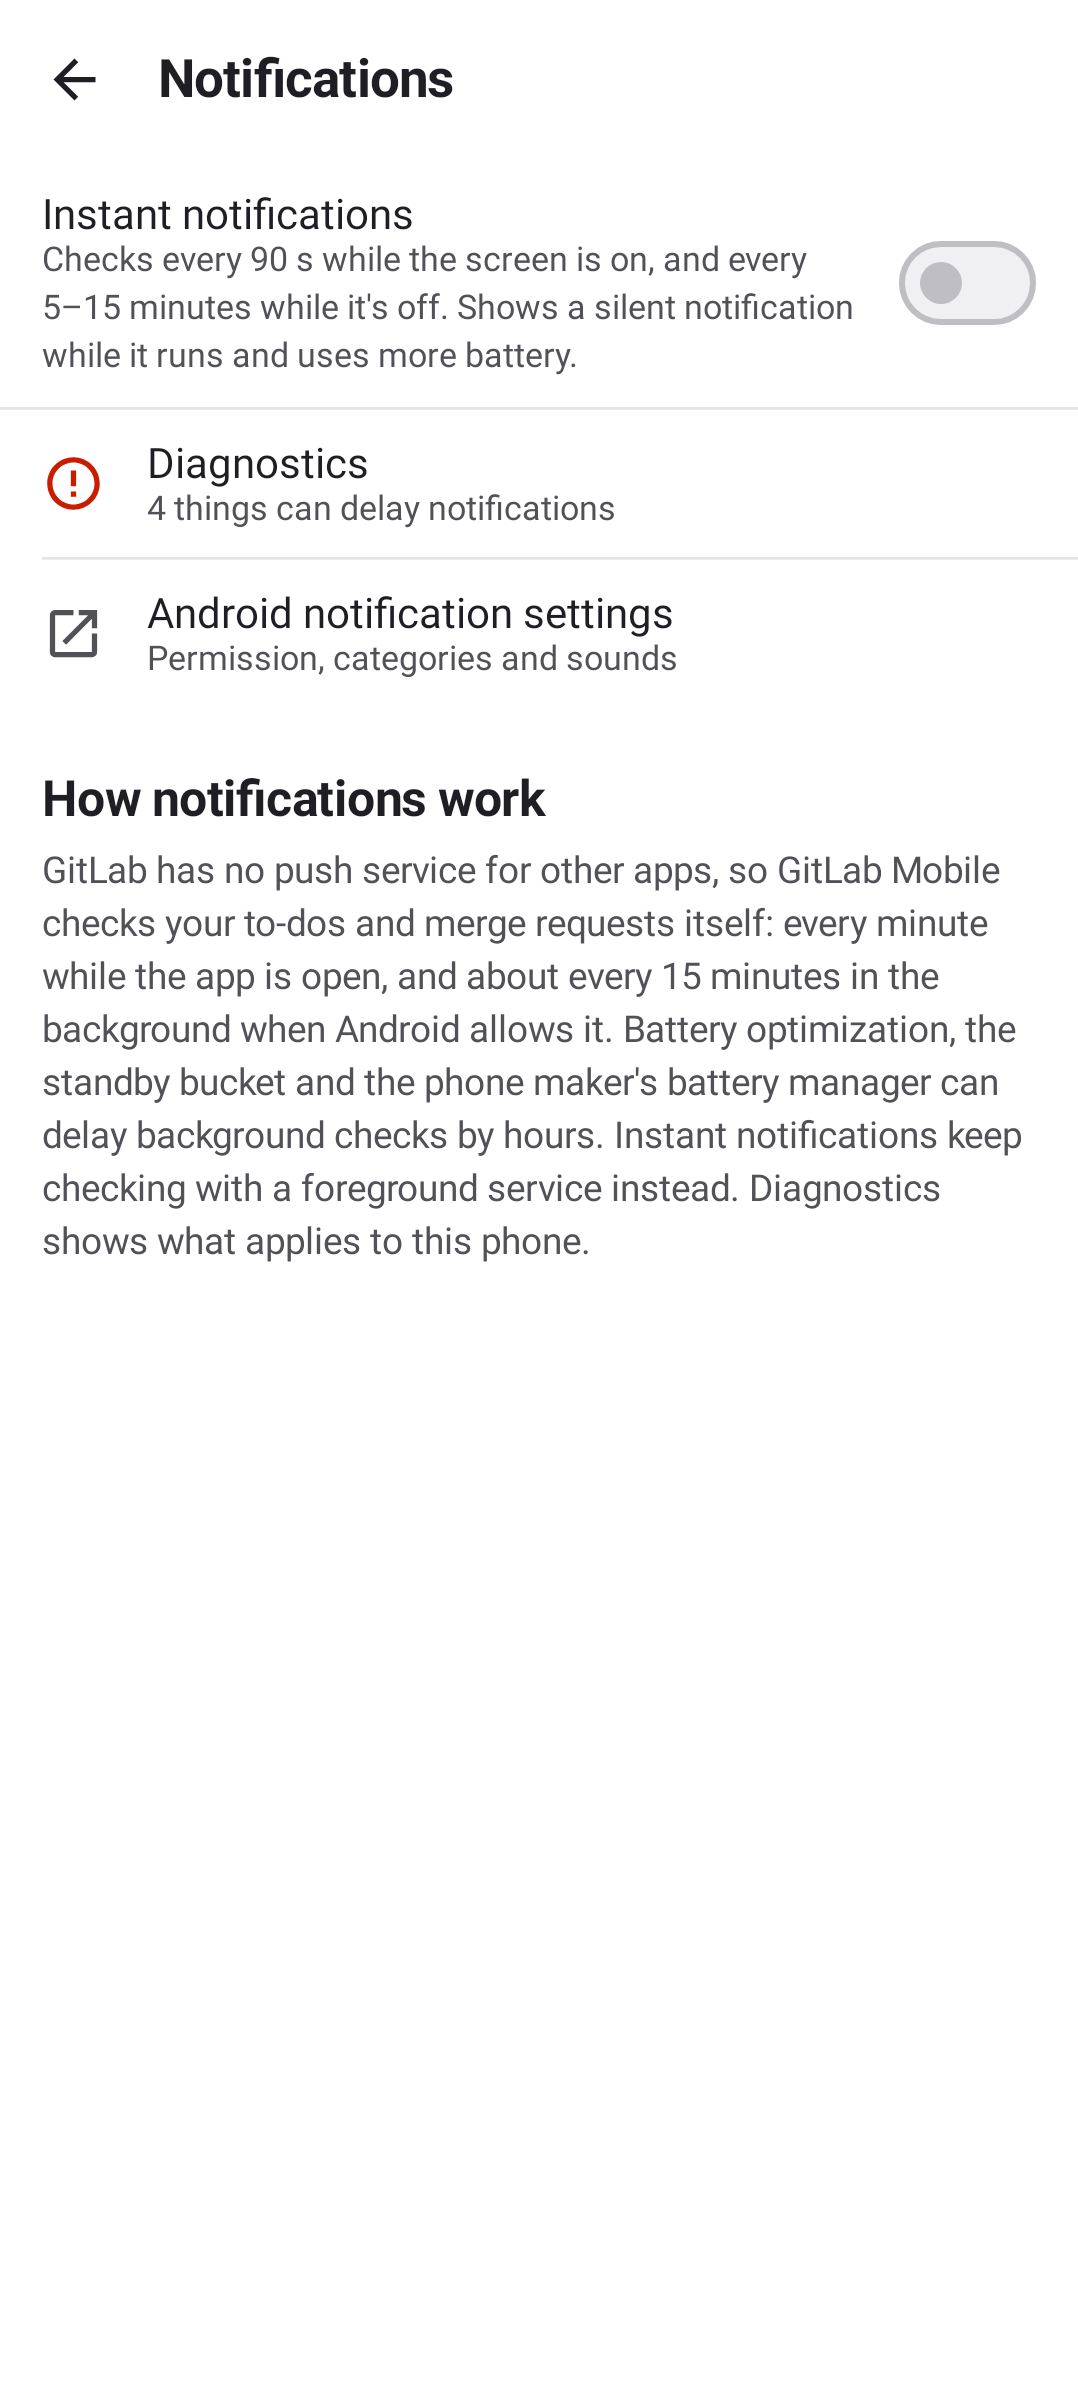 Notifications
Instant notifications
Checks every 90 s while the screen is on, and every
5–15 minutes while it's off. Shows a silent notification
while it runs and uses more battery.
Diagnostics
4 things can delay notifications
Android notification settings
Permission, categories and sounds
How notifications work
GitLab has no push service for other apps, so GitLab Mobile
checks your to-dos and merge requests itself: every minute
while the app is open, and about every 15 minutes in the
background when Android allows it. Battery optimization, the
standby bucket and the phone maker's battery manager can
delay background checks by hours. Instant notifications keep
checking with a foreground service instead. Diagnostics
shows what applies to this phone.